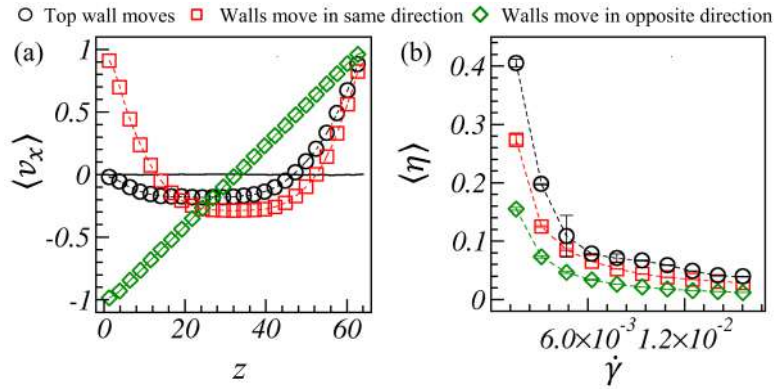 Top wall moves Walls move in same direction Walls move in opposite direction
(a)
1
0.5
0
-0.5
-1
⟨v_x⟩
0 20 40 60
z
(b)
0.4
0.3
0.2
0.1
0
⟨η⟩
6.0×10⁻³ 1.2×10⁻²
γ̇